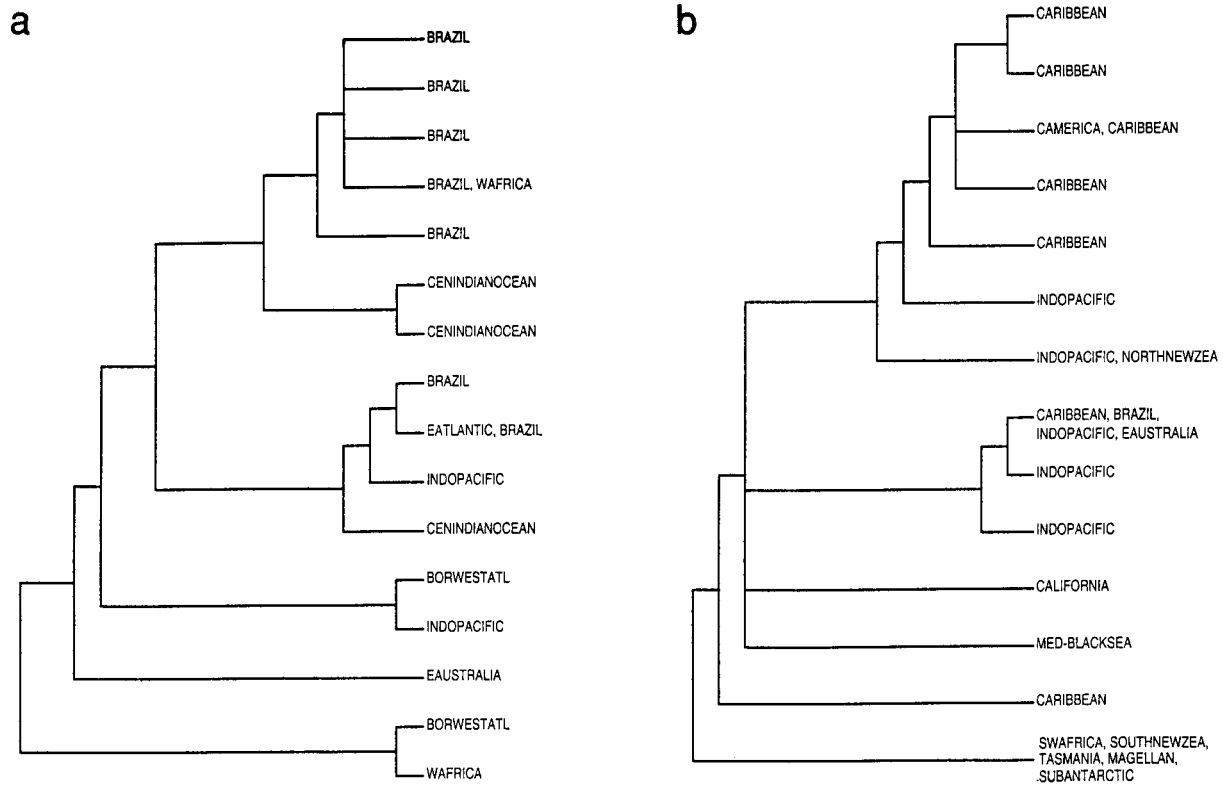 a
BRAZIL
BRAZIL
BRAZIL
BRAZIL, WAFRICA
BRAZIL
CENINDIANOCEAN
CENINDIANOCEAN
BRAZIL
EATLANTIC, BRAZIL
INDOPACIFIC
CENINDIANOCEAN
BORWESTATL
INDOPACIFIC
EAUSTRALIA
BORWESTATL
WAFRICA
b
CARIBBEAN
CARIBBEAN
CAMERICA, CARIBBEAN
CARIBBEAN
CARIBBEAN
INDOPACIFIC
INDOPACIFIC, NORTHNEWZEA
CARIBBEAN, BRAZIL,
INDOPACIFIC, EAUSTRALIA
INDOPACIFIC
INDOPACIFIC
CALIFORNIA
MED-BLACKSEA
CARIBBEAN
SWAFRICA, SOUTHNEWZEA,
TASMANIA, MAGELLAN,
SUBANTARCTIC